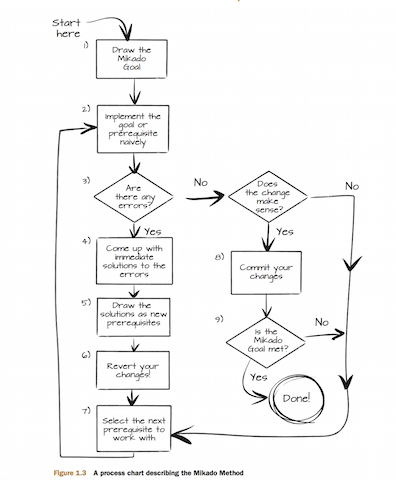 Start
here
1)
Draw the
Mikado
Goal
2)
Implement the
goal or
prerequisite
naively
3)
Are
there any
errors?
No
Does
the change
make
sense?
No
Yes
Yes
4)
Come up with
immediate
solutions to the
errors
8)
Commit your
changes
5)
Draw the
solutions as new
prerequisites
9)
Is the
Mikado
Goal met?
No
6)
Revert your
changes!
Yes
Done!
7)
Select the next
prerequisite to
work with
Figure 1.3 A process chart describing the Mikado Method